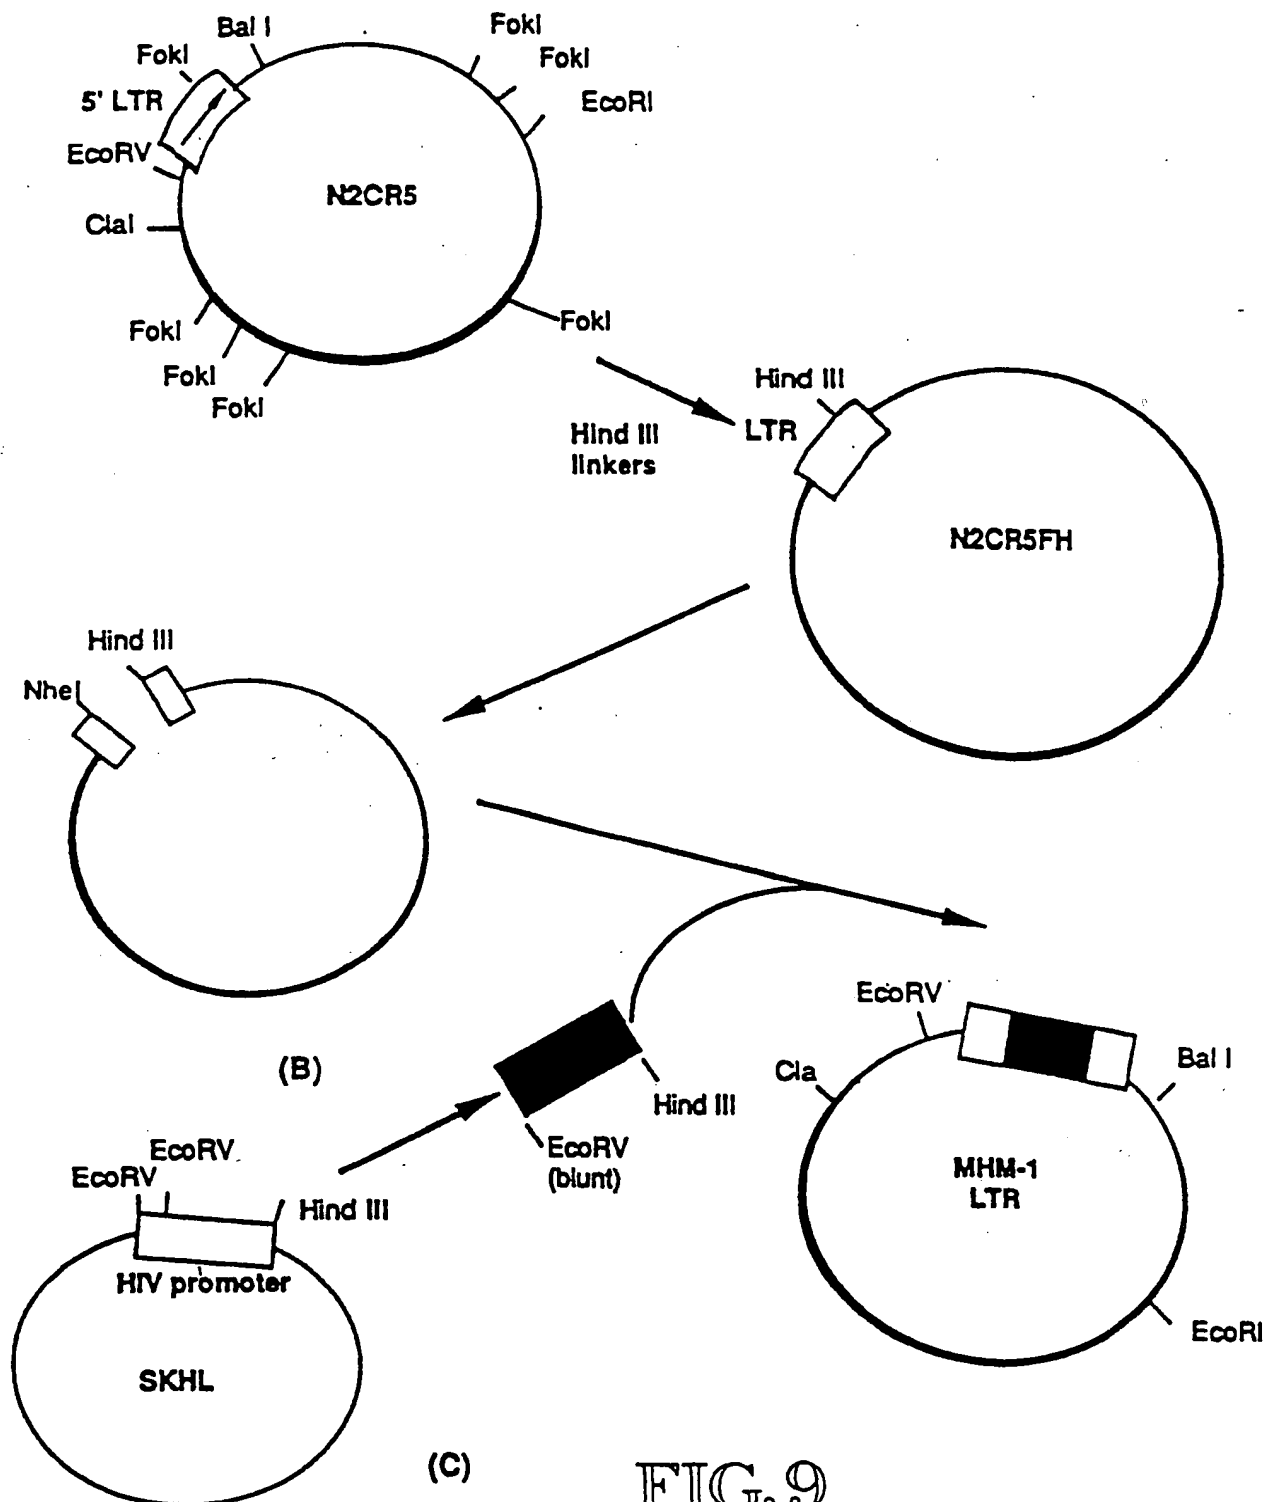 Bal I
FokI
5' LTR
EcoRV
ClaI
FokI
FokI
EcoRI
N2CR5
FokI
FokI
FokI
FokI
Hind III
linkers
Hind III
LTR
N2CR5FH
Hind III
NheI
(B)
EcoRV
(blunt)
Hind III
EcoRV
Cla
Bal I
MHM-1
LTR
EcoRI
EcoRV
EcoRV
Hind III
HIV promoter
SKHL
(C)
FIG. 9